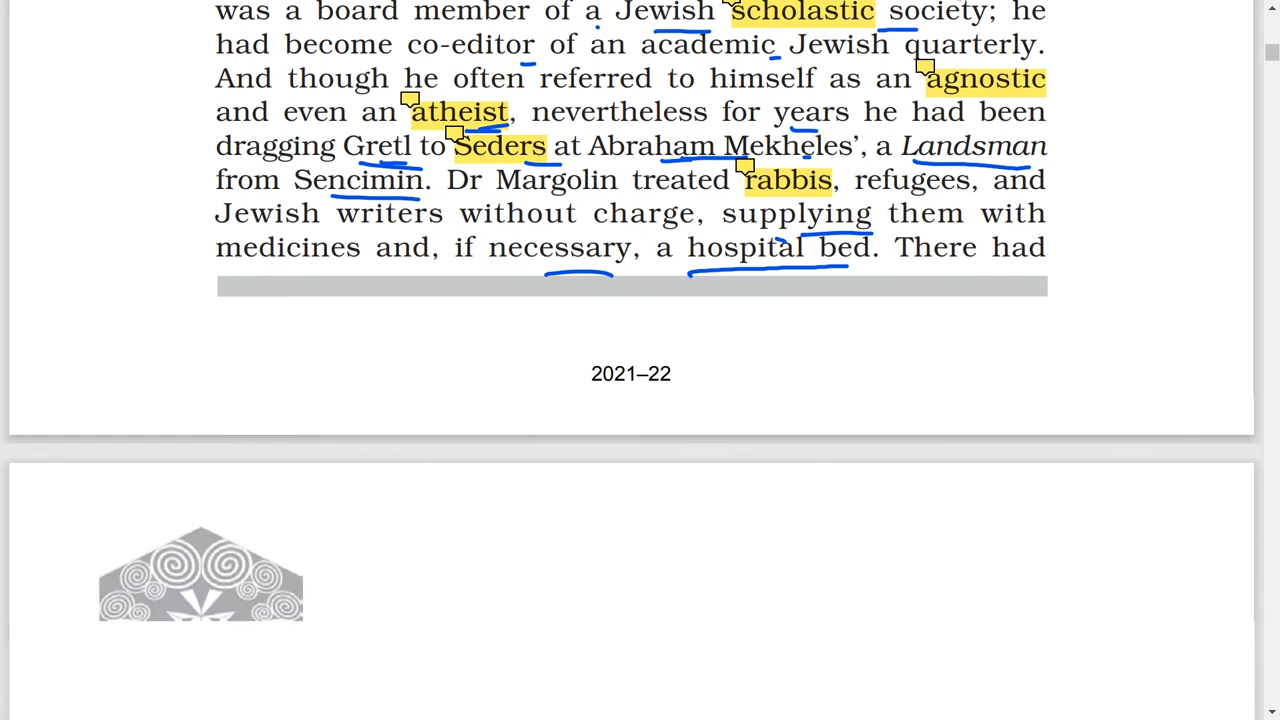 was a board member of a Jewish scholastic society; he
had become co-editor of an academic Jewish quarterly.
And though he often referred to himself as an agnostic
and even an atheist, nevertheless for years he had been
dragging Gretl to Seders at Abraham Mekheles’, a Landsman
from Sencimin. Dr Margolin treated rabbis, refugees, and
Jewish writers without charge, supplying them with
medicines and, if necessary, a hospital bed. There had
2021–22